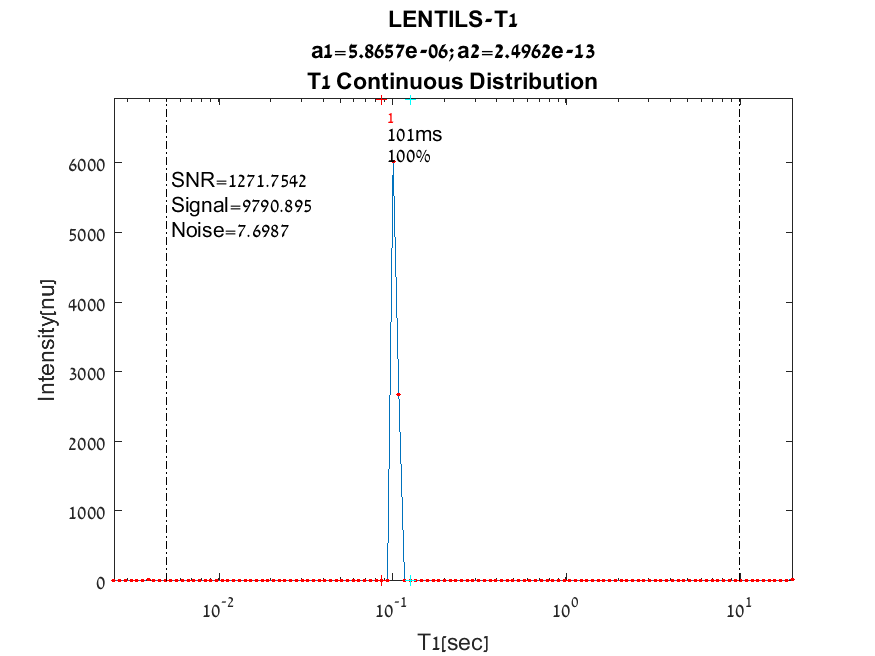 LENTILS-T1
a1=5.8657e-06; a2=2.4962e-13
T1 Continuous Distribution
1
101ms
100%
SNR=1271.7542
Signal=9790.895
Noise=7.6987
Intensity[nu]
6000
5000
4000
3000
2000
1000
0
10^-2
10^-1
10^0
10^1
T1[sec]